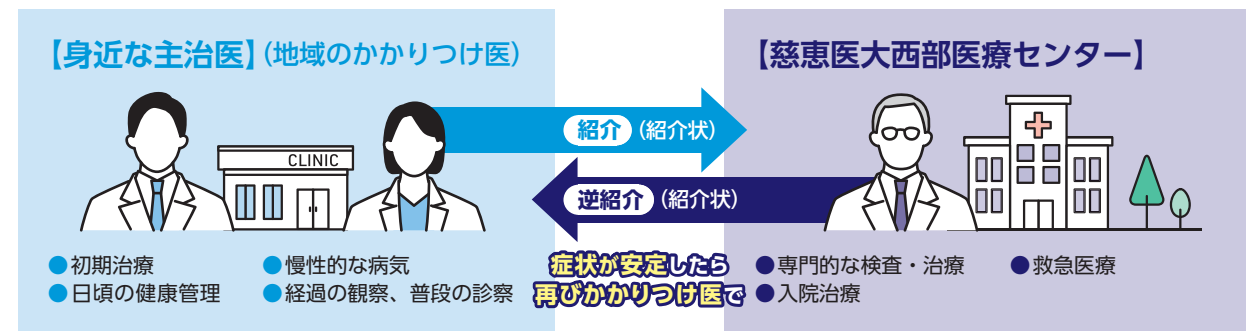 【身近な主治医】(地域のかかりつけ医)
CLINIC
●初期治療
●慢性的な病気
●日頃の健康管理
●経過の観察、普段の診察
紹介(紹介状)
逆紹介(紹介状)
症状が安定したら
再びかかりつけ医で
【慈恵医大西部医療センター】
●専門的な検査・治療
●救急医療
●入院治療